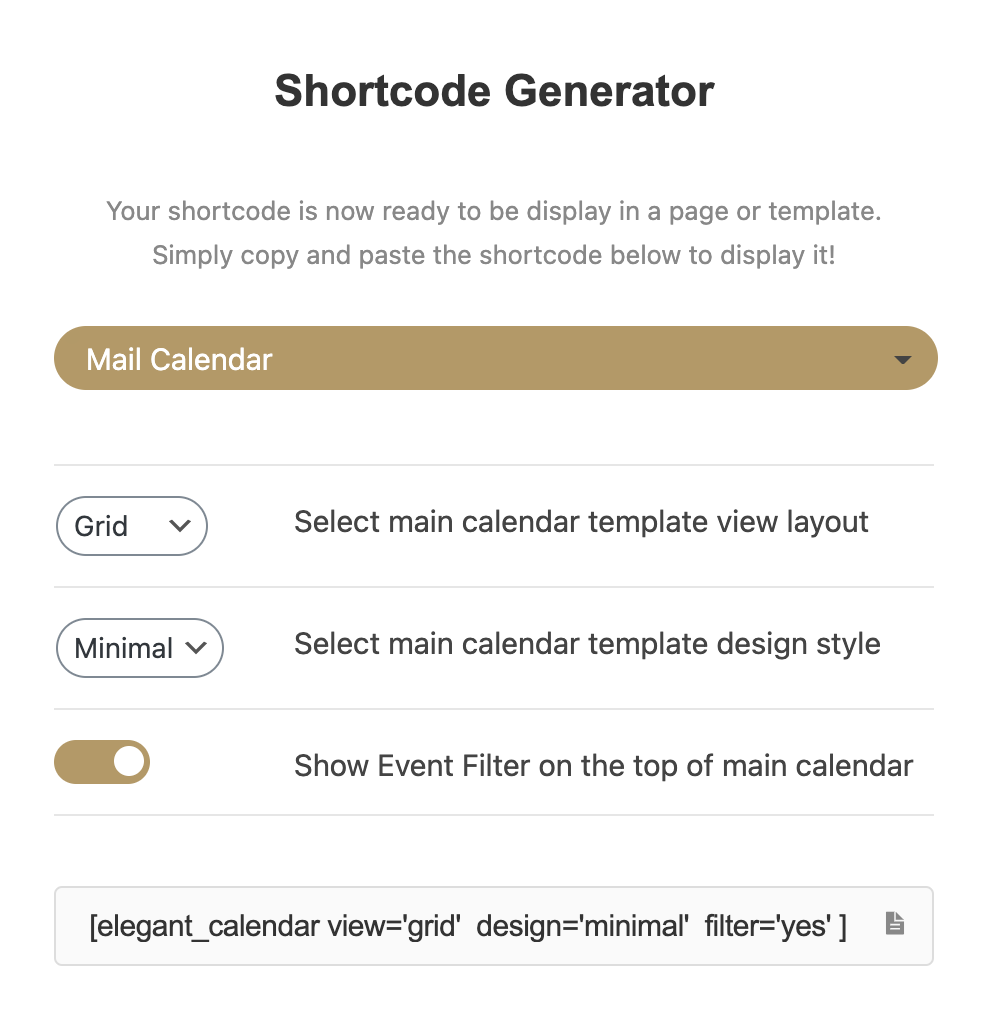 Shortcode Generator
Your shortcode is now ready to be display in a page or template.
Simply copy and paste the shortcode below to display it!
Mail Calendar
Grid
Select main calendar template view layout
Minimal
Select main calendar template design style
Show Event Filter on the top of main calendar
[elegant_calendar view='grid'  design='minimal'  filter='yes' ]